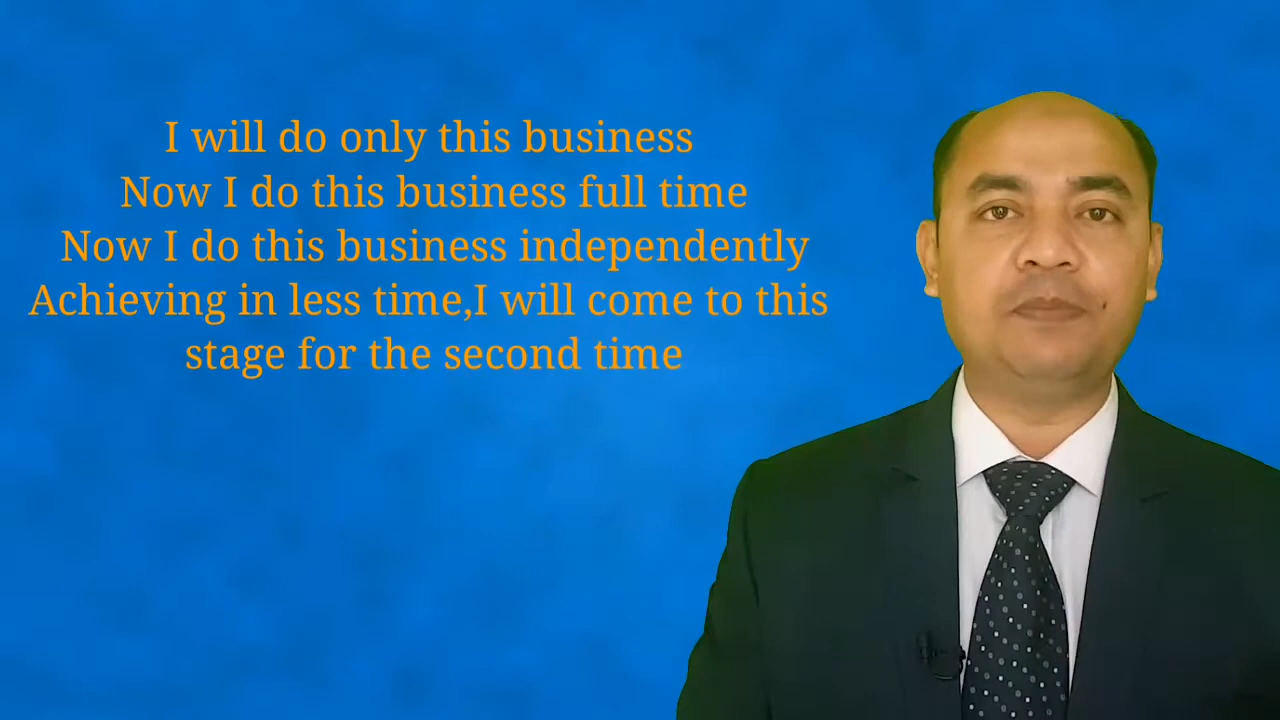 I will do only this business
Now I do this business full time
Now I do this business independently
Achieving in less time,I will come to this
stage for the second time